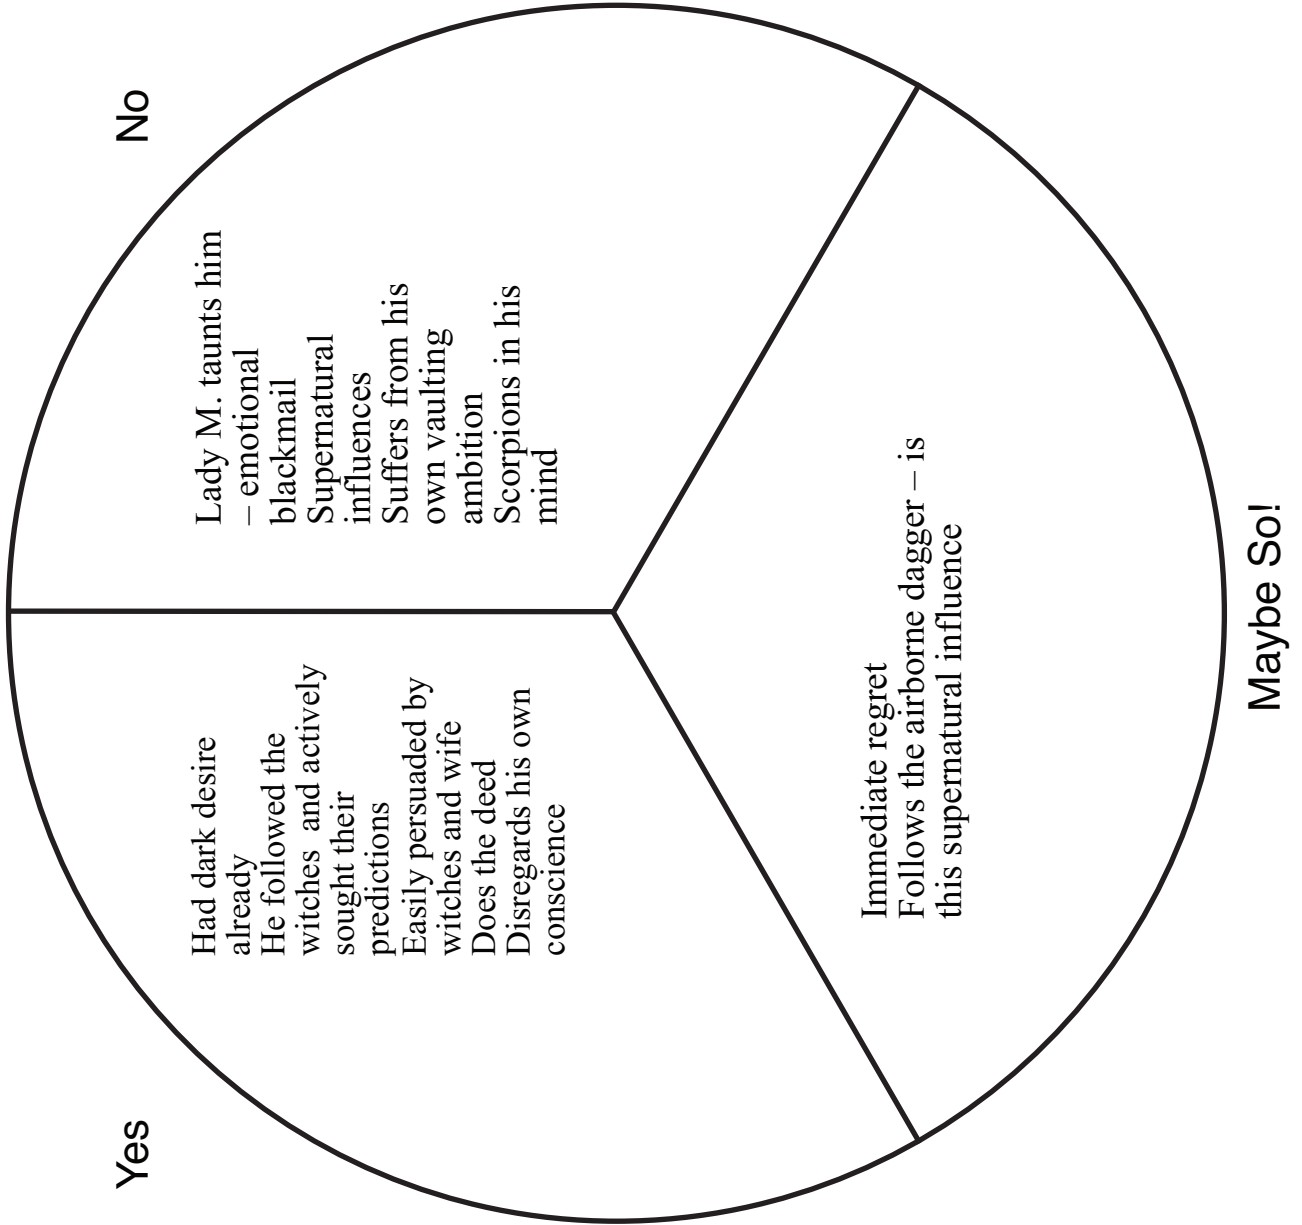 Yes
Had dark desire
already
He followed the
witches  and actively
sought their
predictions
Easily persuaded by
witches and wife
Does the deed
Disregards his own
conscience
No
Lady M. taunts him
– emotional
blackmail
Supernatural
influences
Suffers from his
own vaulting
ambition
Scorpions in his
mind
Immediate regret
Follows the airborne dagger – is
this supernatural influence
Maybe So!